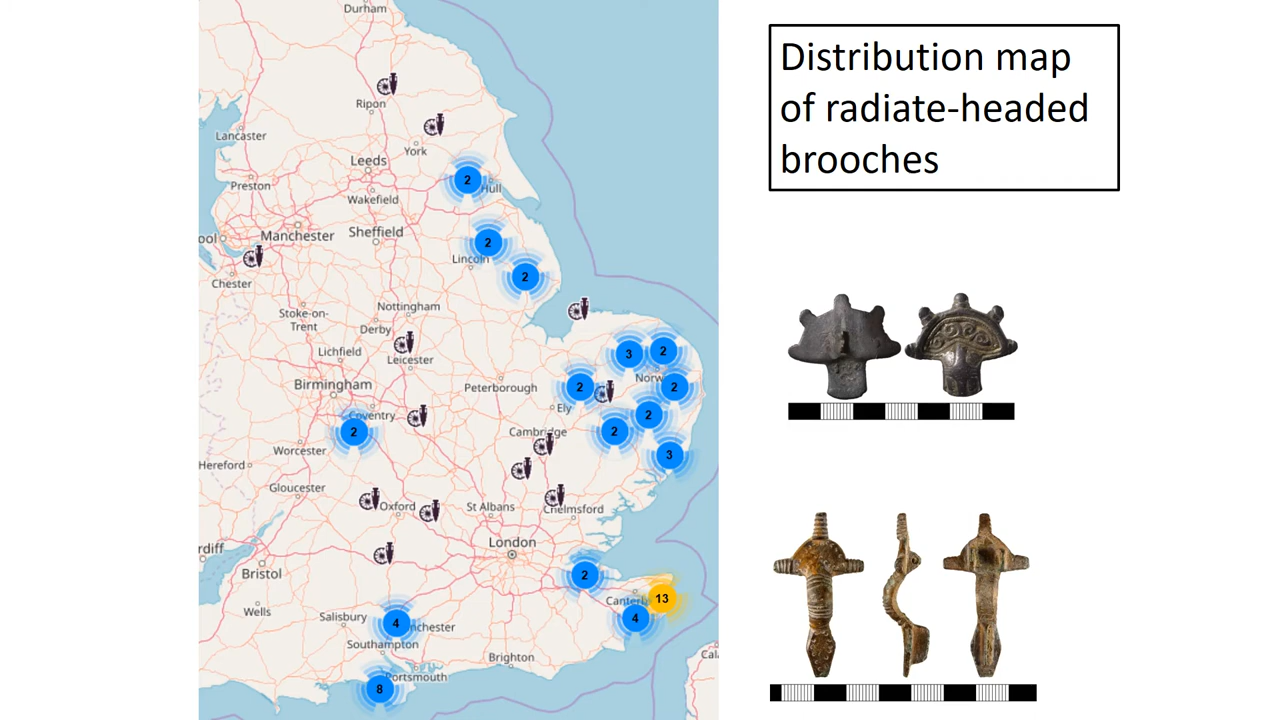 Durham
Distribution map
of radiate-headed
brooches
Ripon
Lancaster
York
Leeds
Preston
2
Hull
Wakefield
Manchester
Sheffield
ool
2
Lincoln
2
Chester
Nottingham
Stoke-on-
Trent
Derby
Lichfield
Leicester
3
2
Birmingham
Peterborough
2
Norw
2
Ely
2
Coventry
2
Cambridge
2
Worcester
3
Hereford
Gloucester
Oxford
St Albans
Chelmsford
London
rdiff
Bristol
2
13
Canterb
Wells
Salisbury
4
nchester
4
Southampton
Brighton
Cal
Portsmouth
8